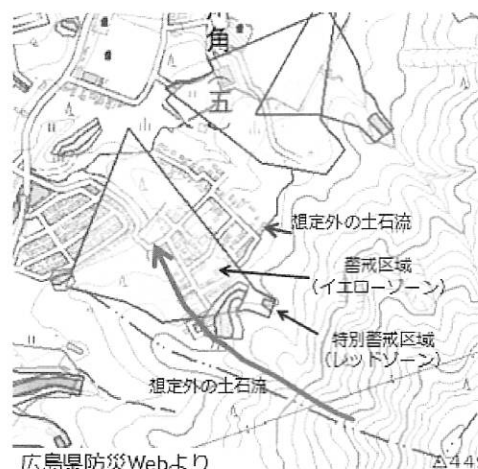 角
（五）
想定外の土石流
警戒区域
（イエローゾーン）
特別警戒区域
（レッドゾーン）
想定外の土石流
広島県防災Webより